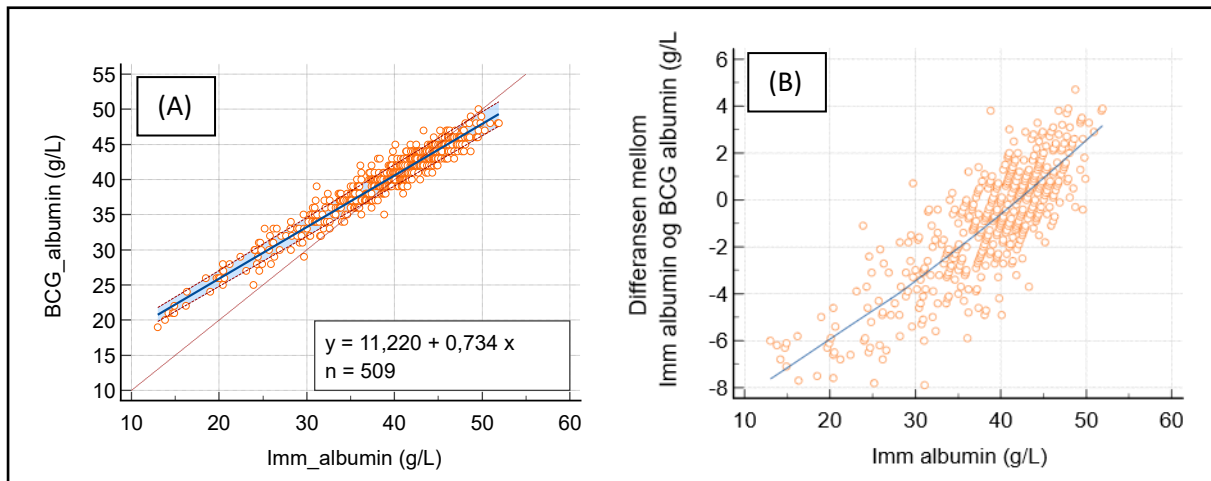 (A)
BCG_albumin (g/L)
55
50
45
40
35
30
25
20
15
10
y = 11,220 + 0,734 x
n = 509
10 20 30 40 50 60
Imm_albumin (g/L)
(B)
Differansen mellom
Imm albumin og BCG albumin (g/L
6
4
2
0
-2
-4
-6
-8
10 20 30 40 50 60
Imm albumin (g/L)